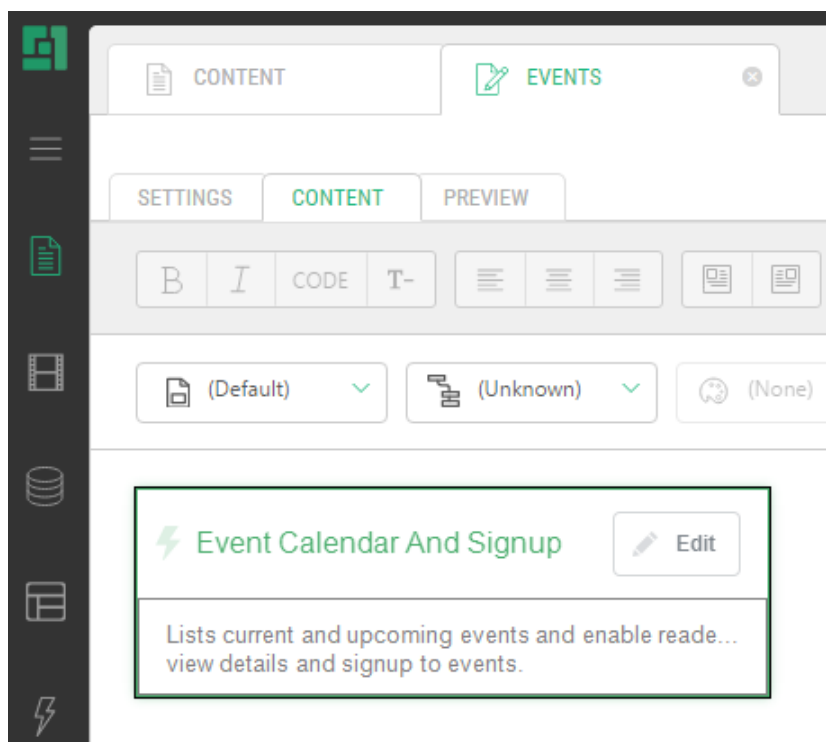 CONTENT
EVENTS
SETTINGS
CONTENT
PREVIEW
B I CODE T-
(Default)
(Unknown)
(None)
Event Calendar And Signup
Edit
Lists current and upcoming events and enable reade...
view details and signup to events.